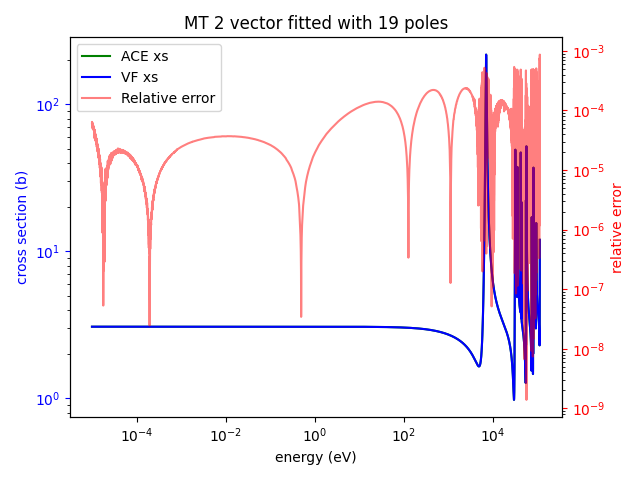 MT 2 vector fitted with 19 poles
ACE xs
VF xs
Relative error
cross section (b)
10²
10¹
10⁰
10⁻³
10⁻⁴
10⁻⁵
10⁻⁶
10⁻⁷
10⁻⁸
10⁻⁹
relative error
10⁻⁴ 10⁻² 10⁰ 10² 10⁴
energy (eV)